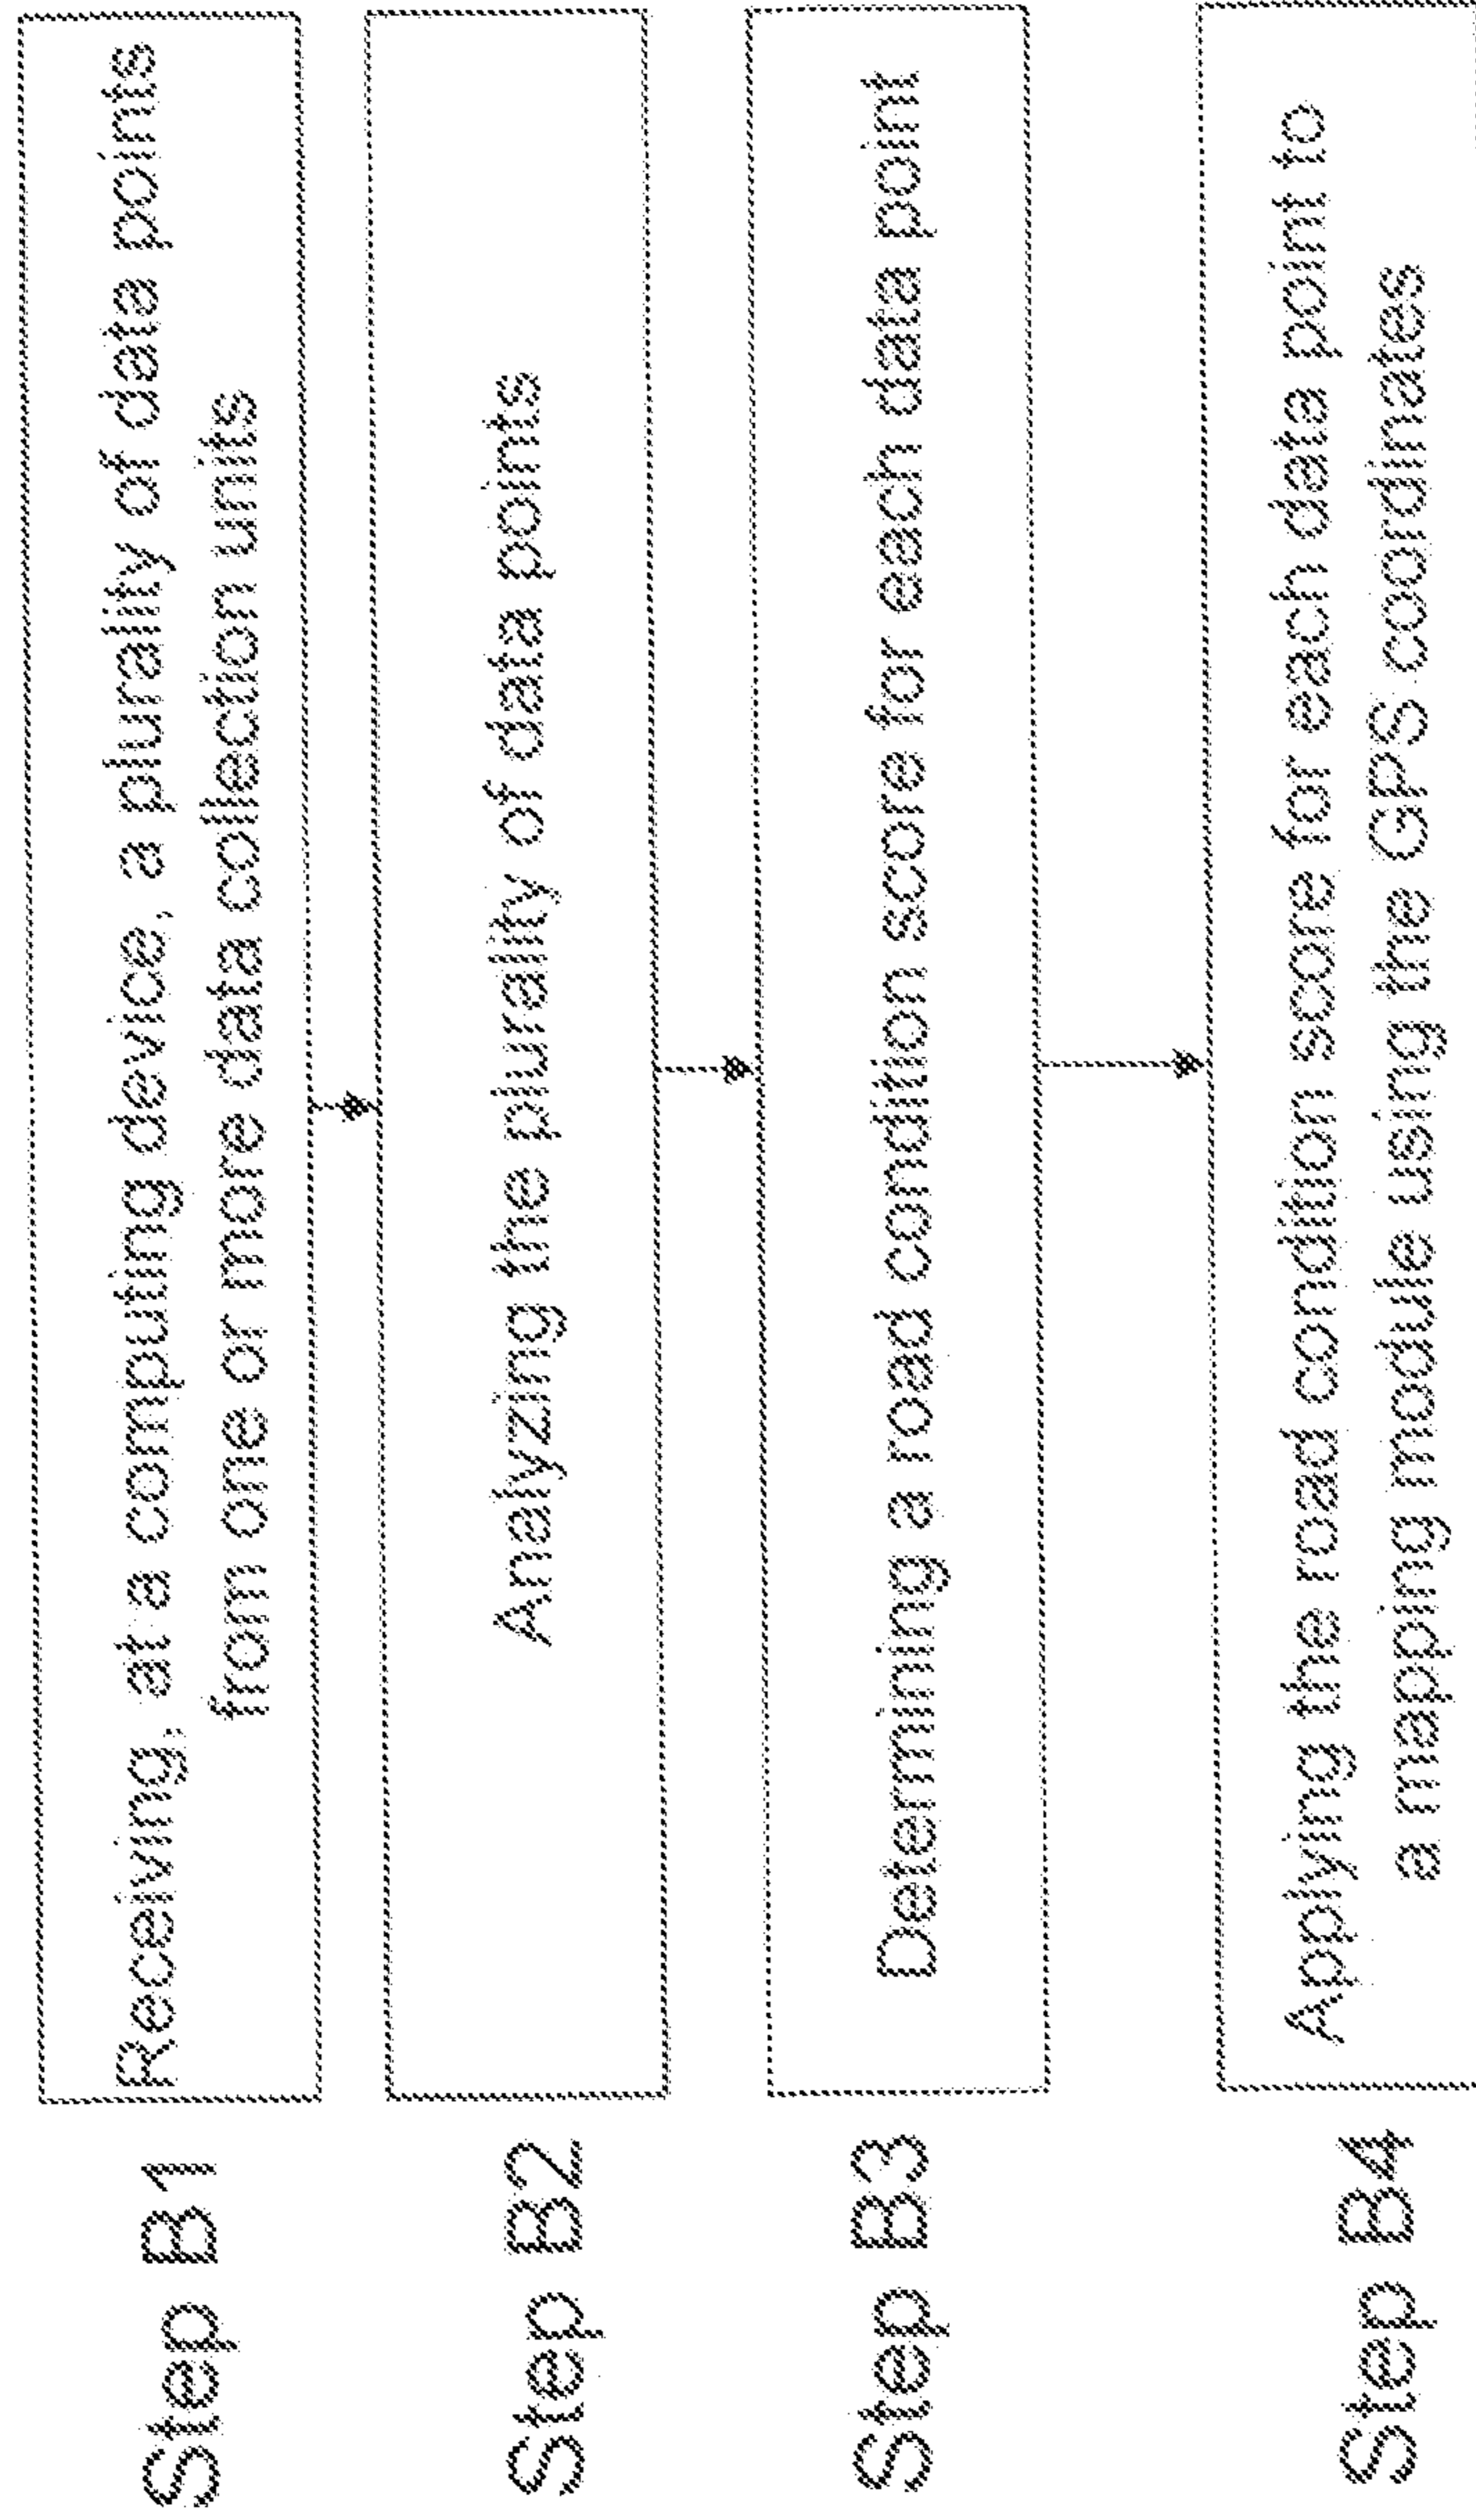 Step B1
Receiving, at a computing device, a plurality of data points
from one or more data collection units
Step B2
Analyzing the plurality of data points
Step B3
Determining a road condition score for each data point
Step B4
Applying the road condition score for each data point to
a mapping module using the GPS coordinates